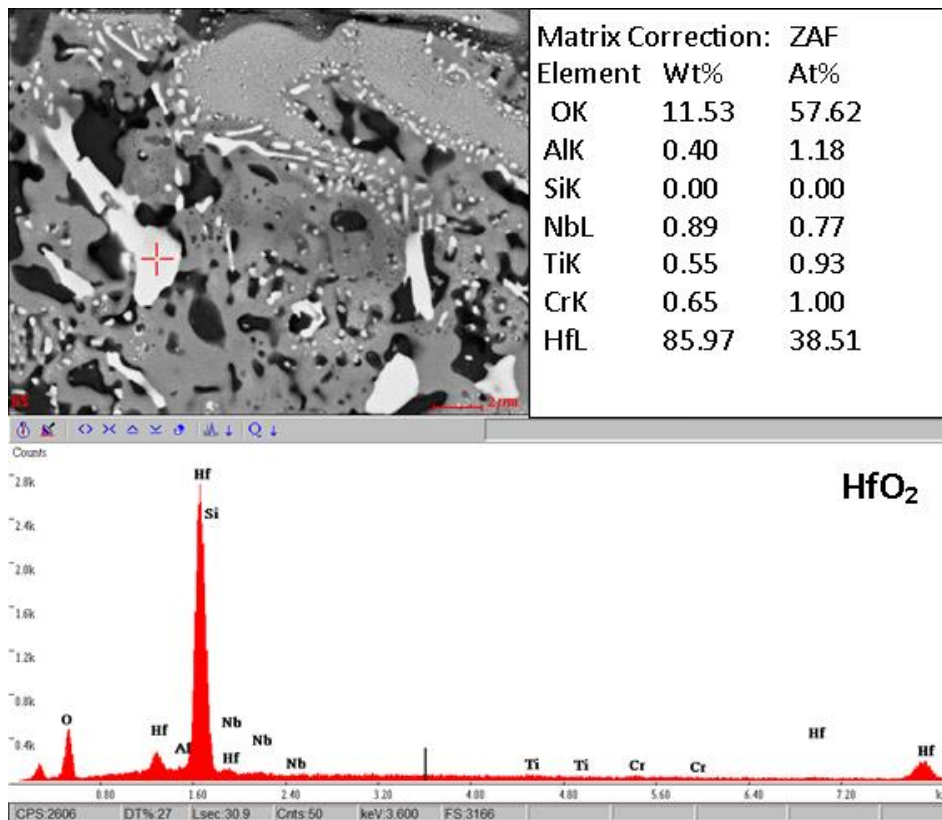 Matrix Correction: ZAF
Element Wt% At%
OK 11.53 57.62
AlK 0.40 1.18
SiK 0.00 0.00
NbL 0.89 0.77
TiK 0.55 0.93
CrK 0.65 1.00
HfL 85.97 38.51
2 µm
Q
Counts
HfO₂
2.8k
2.4k
2.0k
1.6k
1.2k
0.8k
0.4k
Hf
Si
O
Hf
Al
Nb
Hf
Nb
Nb
Ti
Ti
Cr
Cr
Hf
Hf
0.80 1.60 2.40 3.20 4.00 4.80 5.60 6.40 7.20 k
CPS:2606 DT%:27 Lsec:30.9 Cnts:50 keV:3.600 FS:3166